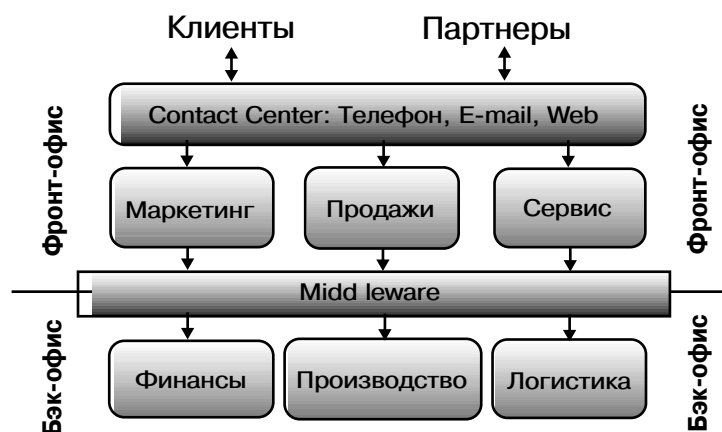 Клиенты Партнеры
Contact Center: Телефон, E-mail, Web
Фронт-офис
Маркетинг Продажи Сервис
Фронт-офис
Midd leware
Бэк-офис
Финансы Производство Логистика
Бэк-офис